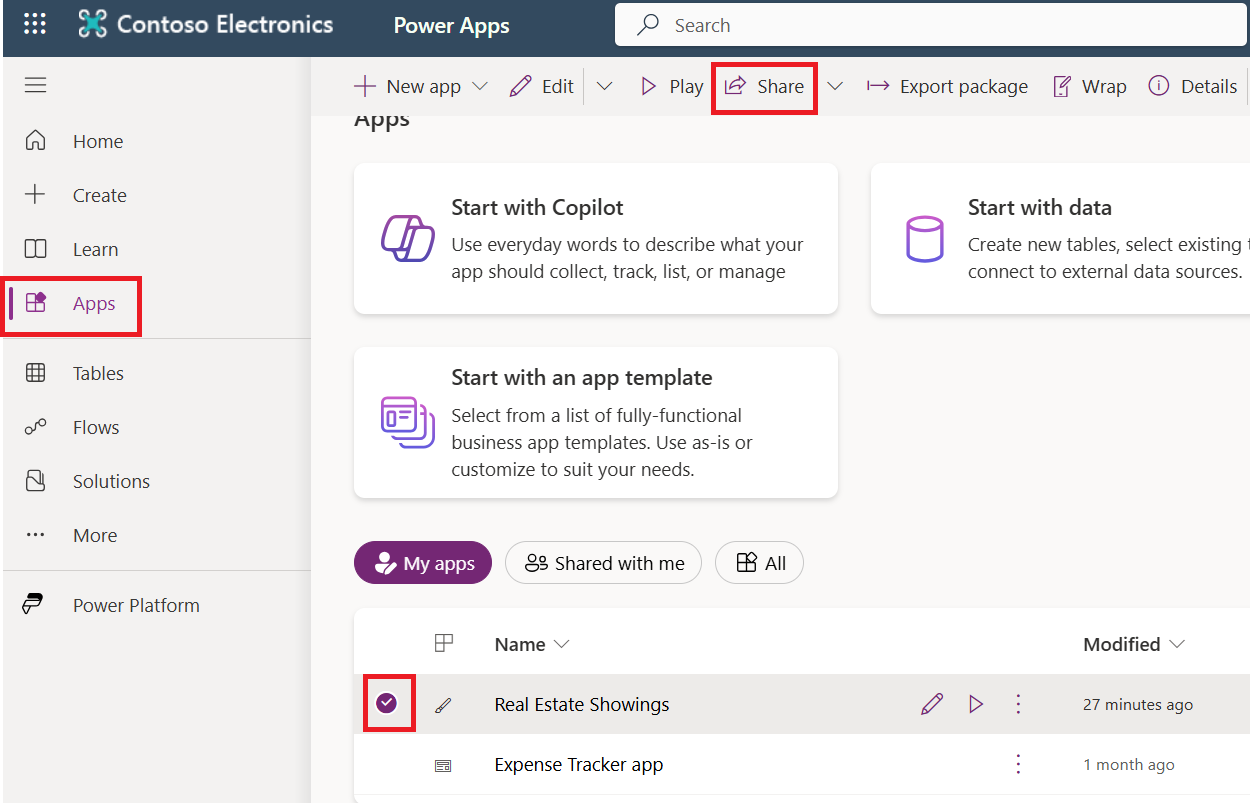 Contoso Electronics
Power Apps
Search
New app
Edit
Play
Share
Export package
Wrap
Details
Home
Create
Learn
Apps
Tables
Flows
Solutions
More
Power Platform
Apps
Start with Copilot
Use everyday words to describe what your
app should collect, track, list, or manage
Start with data
Create new tables, select existing
connect to external data sources.
Start with an app template
Select from a list of fully-functional
business app templates. Use as-is or
customize to suit your needs.
My apps
Shared with me
All
Name
Modified
Real Estate Showings
27 minutes ago
Expense Tracker app
1 month ago